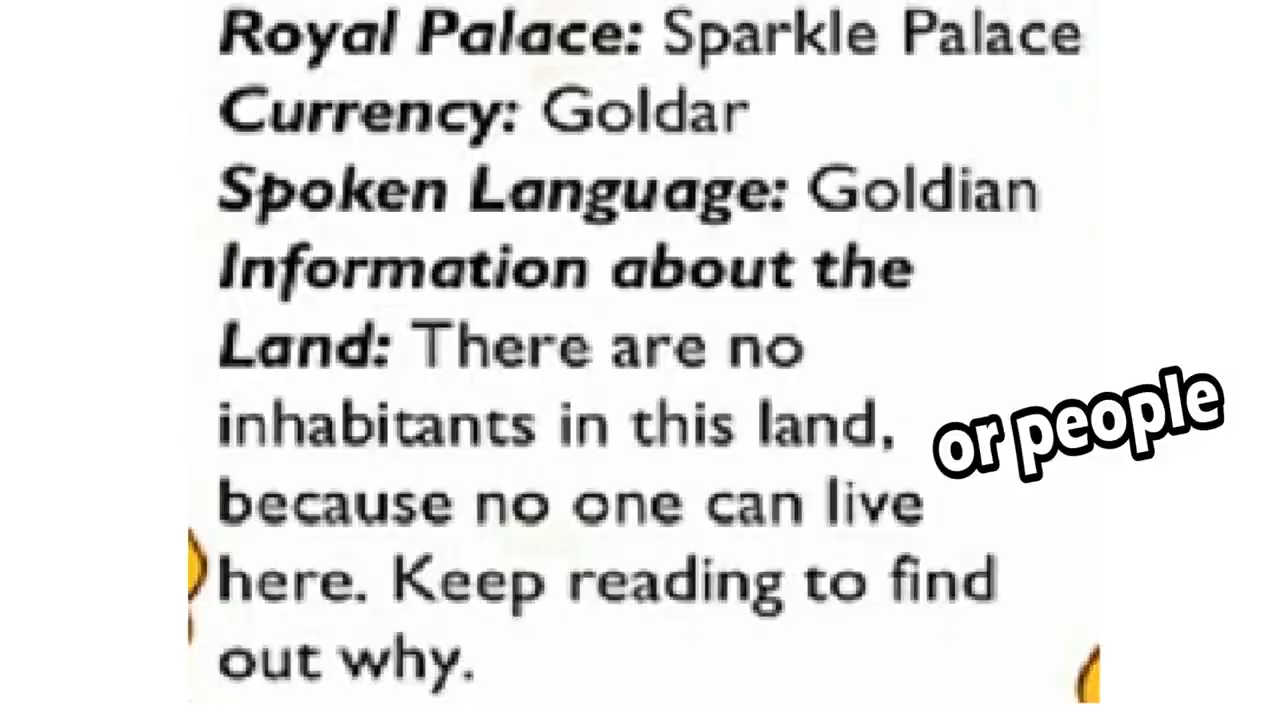 Royal Palace: Sparkle Palace
Currency: Goldar
Spoken Language: Goldian
Information about the
Land: There are no
inhabitants in this land,
or people
because no one can live
here. Keep reading to find
out why.